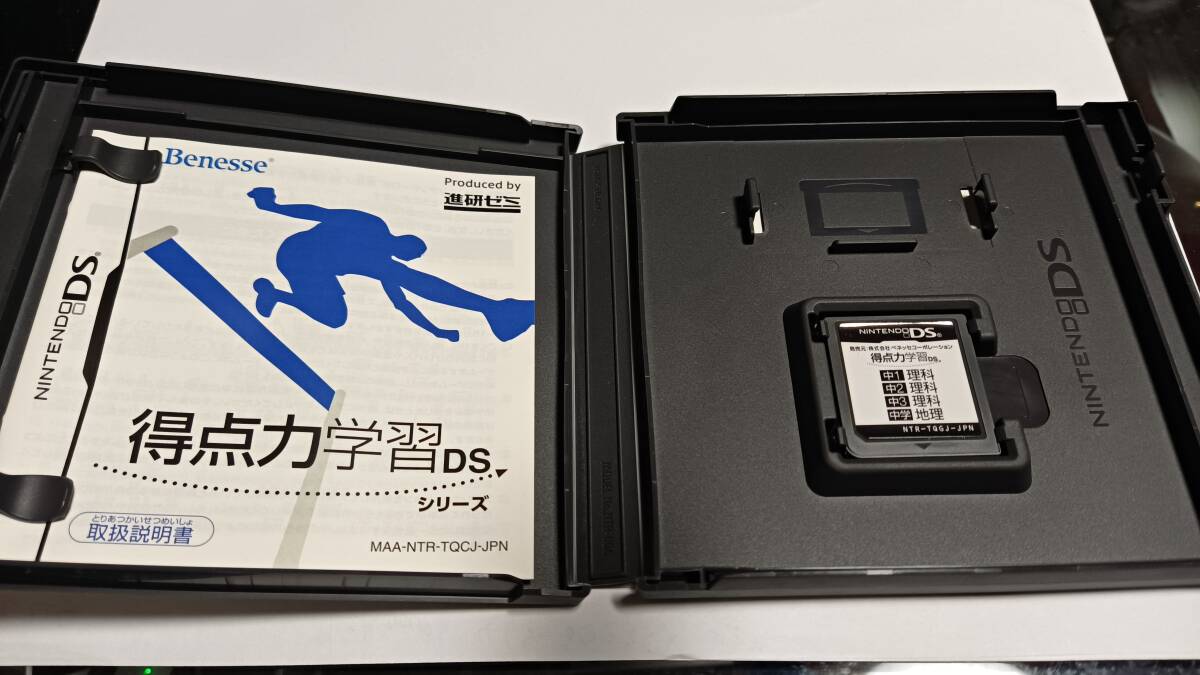 Benesse®
Produced by
進研ゼミ
NINTENDO DS™
得点力学習DS
シリーズ
とりあつかいせつめいしょ
取扱説明書
MAA-NTR-TQCJ-JPN
NINTENDO DS™
発売元:株式会社ベネッセコーポレーション
得点力学習DS
中1 理科
中2 理科
中3 理科
中学 地理
NTR-TQGJ-JPN
NINTENDO DS™